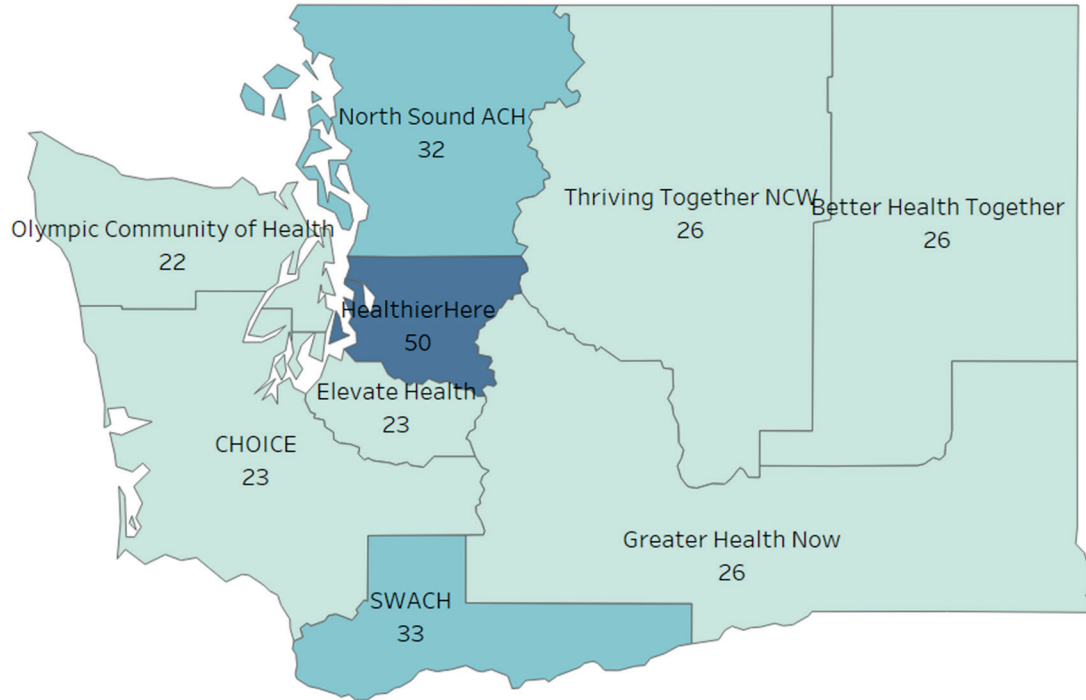 North Sound ACH
32
Thriving Together NCW
26
Better Health Together
26
Olympic Community of Health
22
HealthierHere
50
Elevate Health
23
CHOICE
23
Greater Health Now
26
SWACH
33